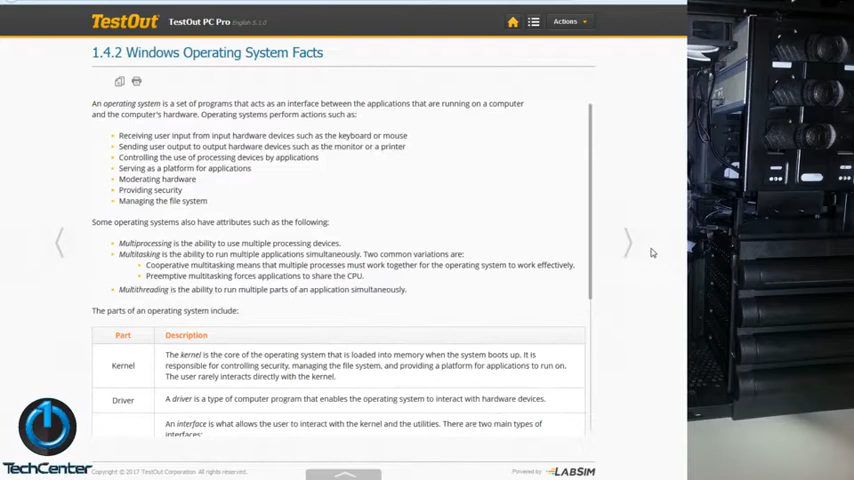 TestOut TestOut PC Pro English 5.1.0 Actions
1.4.2 Windows Operating System Facts
An operating system is a set of programs that acts as an interface between the applications that are running on a computer
and the computer's hardware. Operating systems perform actions such as:
Receiving user input from input hardware devices such as the keyboard or mouse
Sending user output to output hardware devices such as the monitor or a printer
Controlling the use of processing devices by applications
Serving as a platform for applications
Moderating hardware
Providing security
Managing the file system
Some operating systems also have attributes such as the following:
Multiprocessing is the ability to use multiple processing devices.
Multitasking is the ability to run multiple applications simultaneously. Two common variations are:
Cooperative multitasking means that multiple processes must work together for the operating system to work effectively.
Preemptive multitasking forces applications to share the CPU.
Multithreading is the ability to run multiple parts of an application simultaneously.
The parts of an operating system include:
Part Description
Kernel
The kernel is the core of the operating system that is loaded into memory when the system boots up. It is
responsible for controlling security, managing the file system, and providing a platform for applications to run on.
The user rarely interacts directly with the kernel.
Driver A driver is a type of computer program that enables the operating system to interact with hardware devices.
An interface is what allows the user to interact with the kernel and the utilities. There are two main types of
interfaces:
TechCenter
Copyright © 2017 TestOut Corporation All rights reserved. Powered by LABSIM